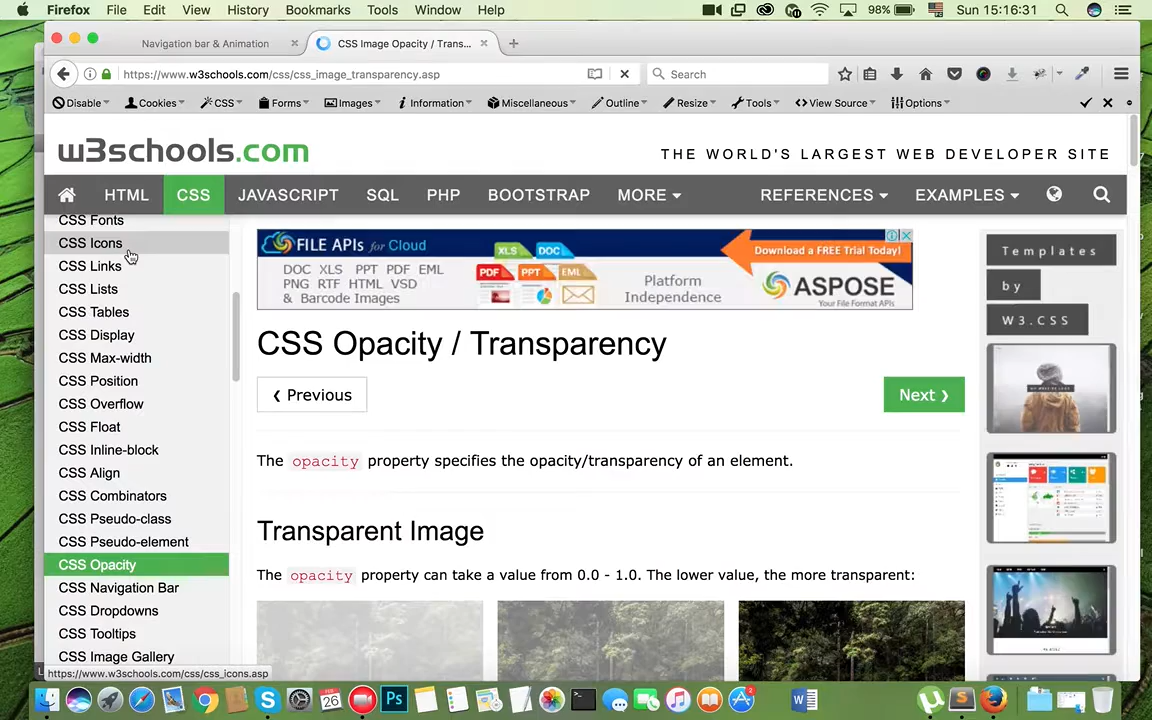 Firefox File Edit View History Bookmarks Tools Window Help 98% Sun 15:16:31
Navigation bar & Animation × CSS Image Opacity / Trans... × +
https://www.w3schools.com/css/css_image_transparency.asp Search
Disable Cookies CSS Forms Images Information Miscellaneous Outline Resize Tools View Source Options
w3schools.com
THE WORLD'S LARGEST WEB DEVELOPER SITE
HTML CSS JAVASCRIPT SQL PHP BOOTSTRAP MORE REFERENCES EXAMPLES
CSS Fonts
CSS Icons
CSS Links
CSS Lists
CSS Tables
CSS Display
CSS Max-width
CSS Position
CSS Overflow
CSS Float
CSS Inline-block
CSS Align
CSS Combinators
CSS Pseudo-class
CSS Pseudo-element
CSS Opacity
CSS Navigation Bar
CSS Dropdowns
CSS Tooltips
CSS Image Gallery
https://www.w3schools.com/css/css_icons.asp
FILE APIs for Cloud
DOC XLS PPT PDF EML
PNG RTF HTML VSD
& Barcode Images
XLS DOC
PDF PPT EML
Platform
Independence
Download a FREE Trial Today!
ASPOSE
Your File Format APIs
CSS Opacity / Transparency
❮ Previous
Next ❯
The opacity property specifies the opacity/transparency of an element.
Transparent Image
The opacity property can take a value from 0.0 - 1.0. The lower value, the more transparent:
Templates
by
W3.CSS
FEB
26
Ps
W
2